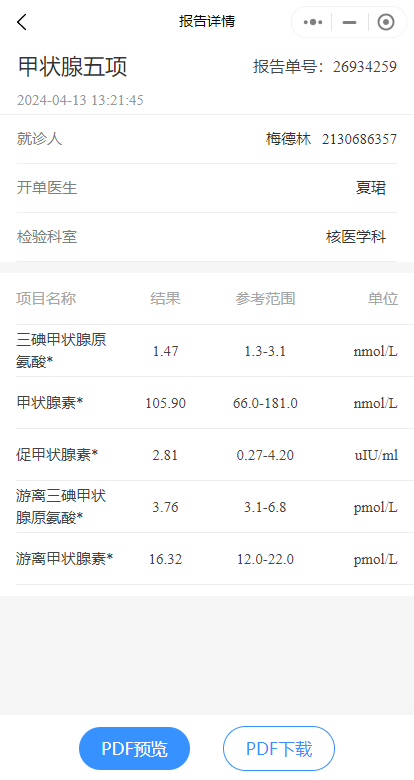 报告详情
甲状腺五项 报告单号：26934259
2024-04-13 13:21:45
就诊人 梅德林 2130686357
开单医生 夏珺
检验科室 核医学科
项目名称 结果 参考范围 单位
三碘甲状腺原
氨酸* 1.47 1.3-3.1 nmol/L
甲状腺素* 105.90 66.0-181.0 nmol/L
促甲状腺素* 2.81 0.27-4.20 uIU/ml
游离三碘甲状
腺原氨酸* 3.76 3.1-6.8 pmol/L
游离甲状腺素* 16.32 12.0-22.0 pmol/L
PDF预览 PDF下载